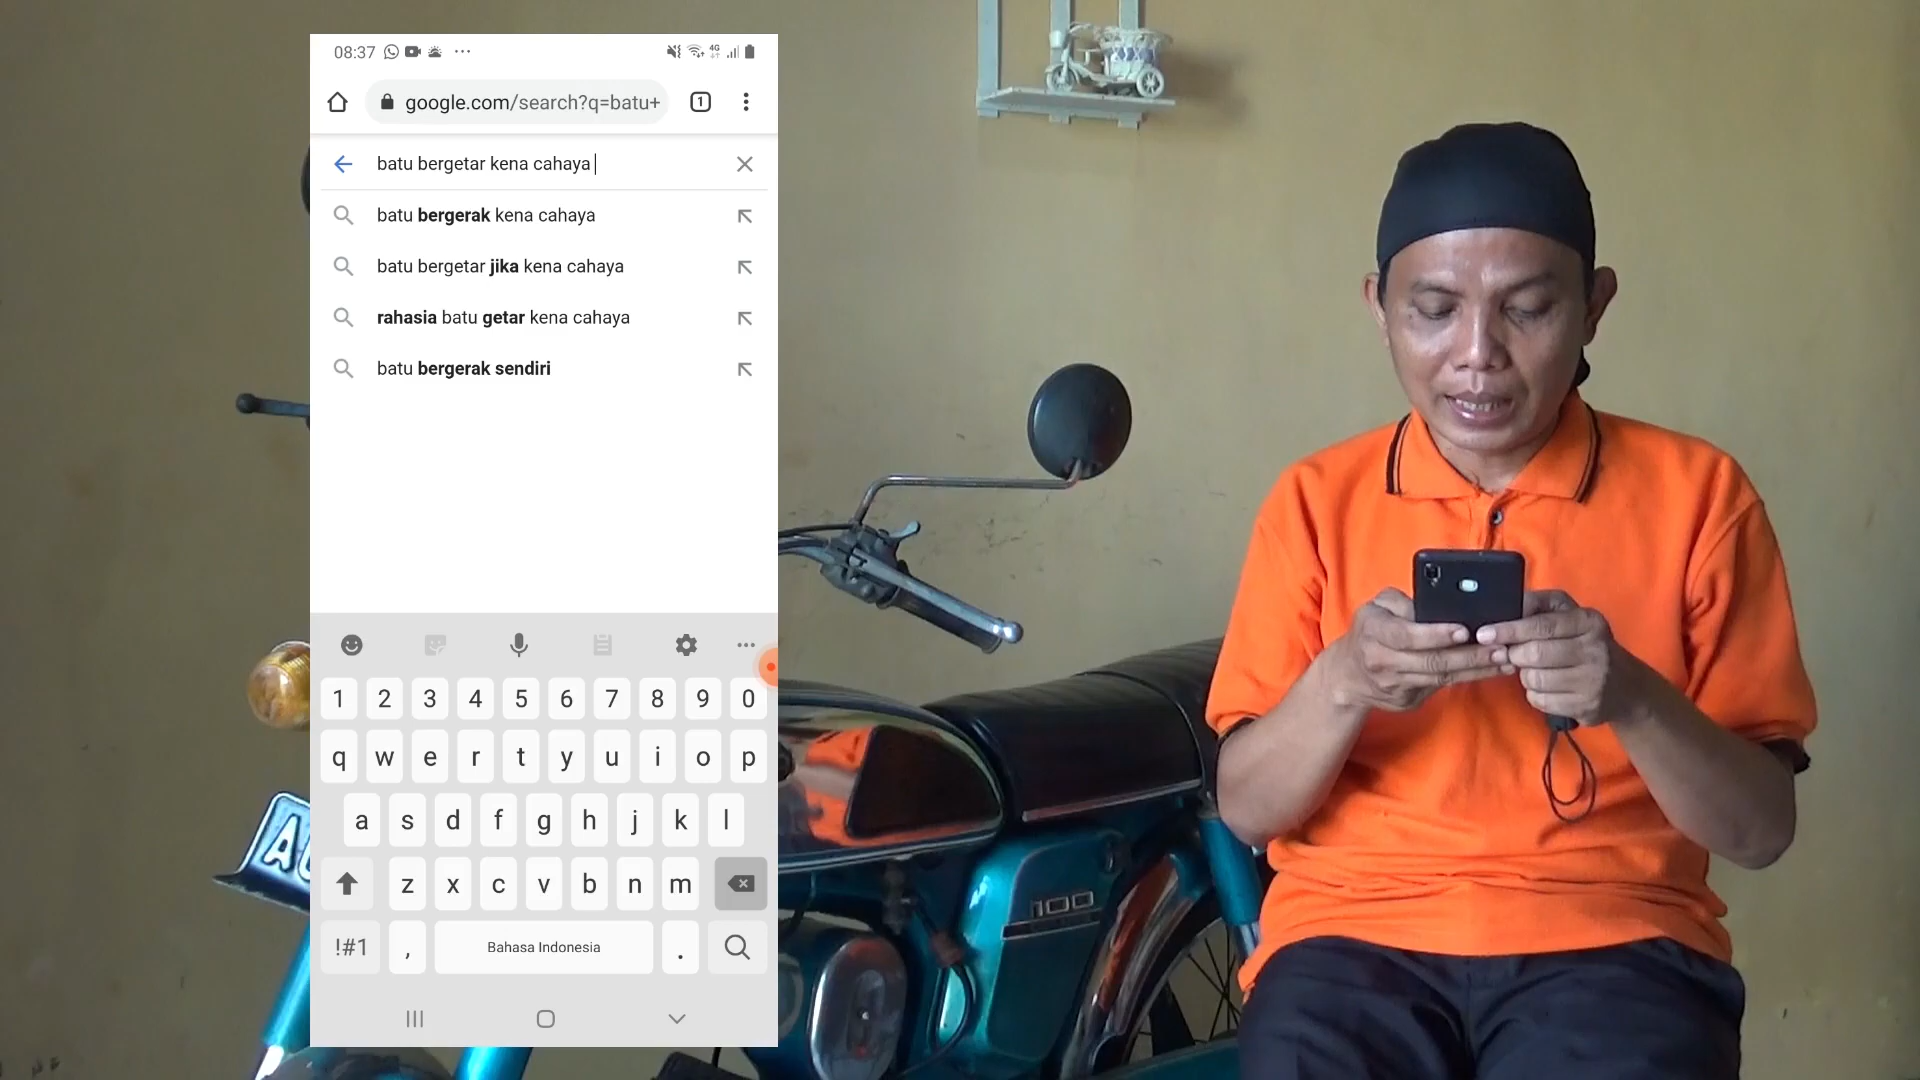 08:37
4G
google.com/search?q=batu+
1
batu bergetar kena cahaya
batu bergerak kena cahaya
batu bergetar jika kena cahaya
rahasia batu getar kena cahaya
batu bergerak sendiri
1 2 3 4 5 6 7 8 9 0
q w e r t y u i o p
a s d f g h j k l
z x c v b n m
!#1 , Bahasa Indonesia .
100